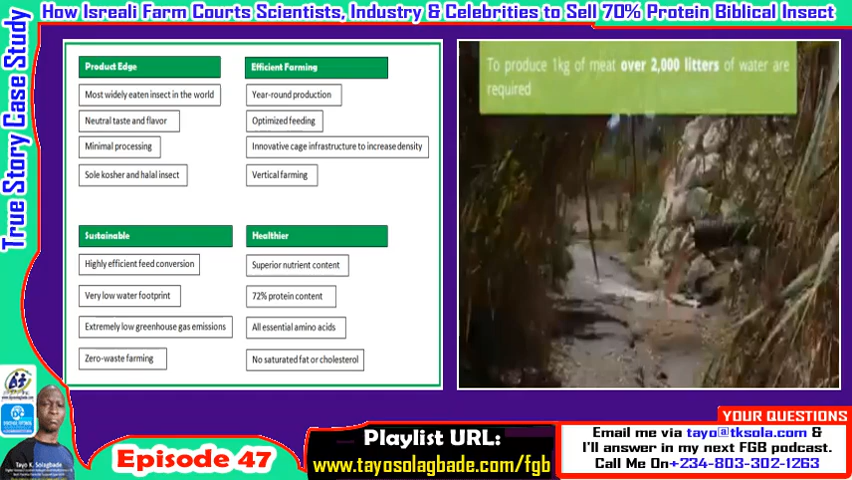 How Isreali Farm Courts Scientists, Industry & Celebrities to Sell 70% Protein Biblical Insect
True Story Case Study
Product Edge
Most widely eaten insect in the world
Neutral taste and flavor
Minimal processing
Sole kosher and halal insect
Efficient Farming
Year-round production
Optimized feeding
Innovative cage infrastructure to increase density
Vertical farming
Sustainable
Highly efficient feed conversion
Very low water footprint
Extremely low greenhouse gas emissions
Zero-waste farming
Healthier
Superior nutrient content
72% protein content
All essential amino acids
No saturated fat or cholesterol
To produce 1kg of meat over 2,000 litters of water are
required
Tayo K. Solagbade
Episode 47
Playlist URL:
www.tayosolagbade.com/fgb
YOUR QUESTIONS
Email me via tayo@tksola.com &
I'll answer in my next FGB podcast.
Call Me On+234-803-302-1263